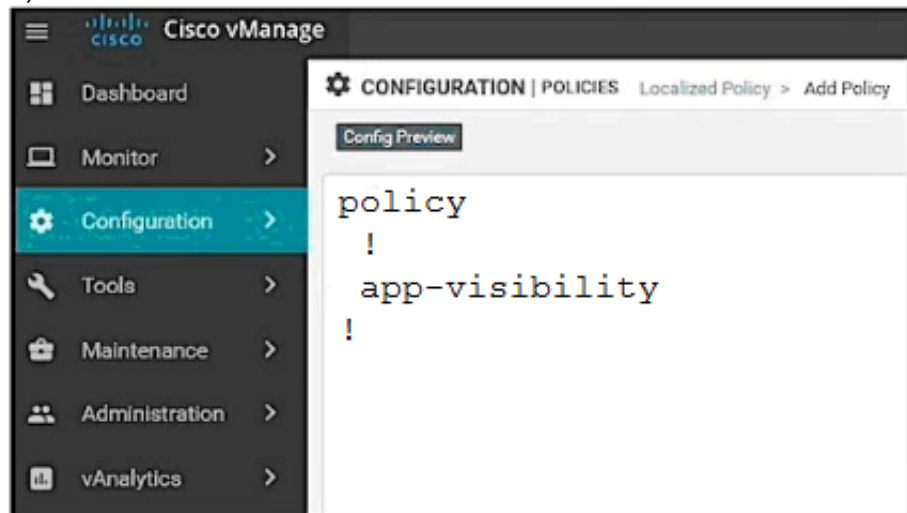 CISCO Cisco vManage
Dashboard
CONFIGURATION | POLICIES Localized Policy > Add Policy
Config Preview
Monitor >
policy
!
Configuration >
app-visibility
Tools >
!
Maintenance >
Administration >
vAnalytics >